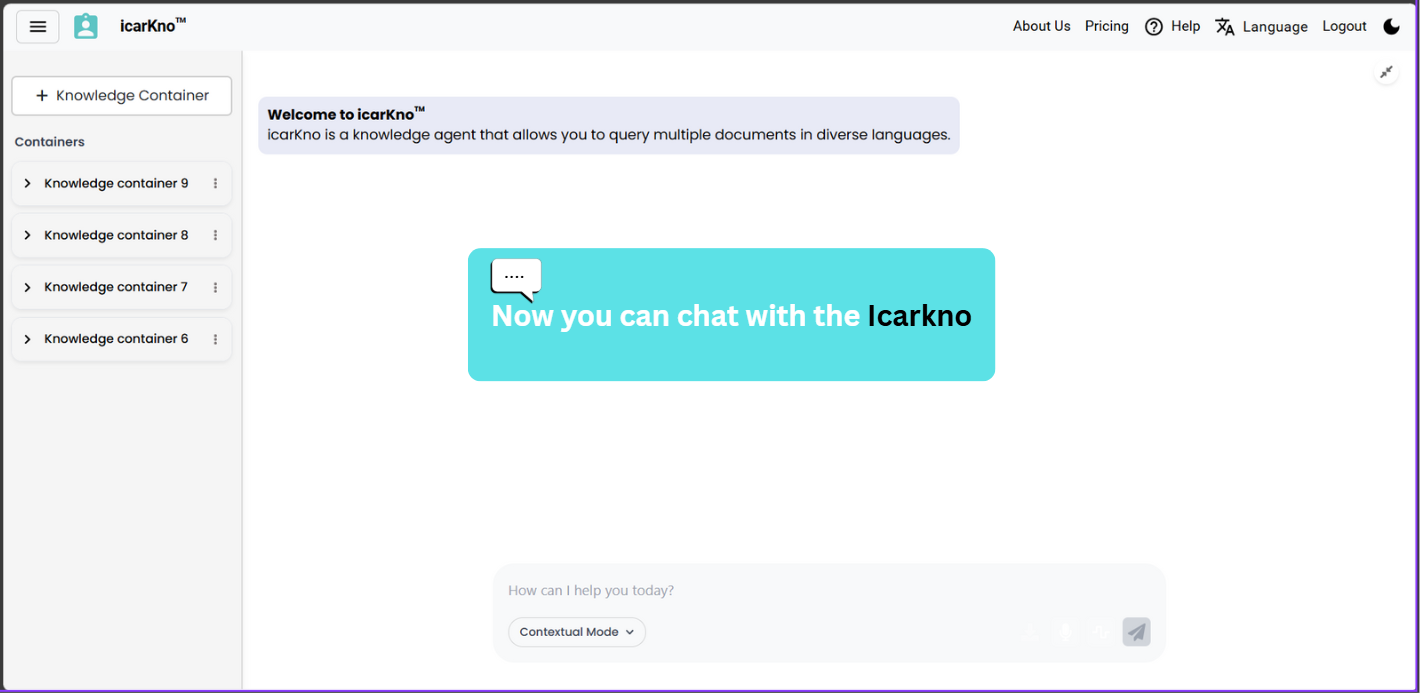 icarKno™
About Us
Pricing
Help
Language
Logout
+ Knowledge Container
Containers
Knowledge container 9
Knowledge container 8
Knowledge container 7
Knowledge container 6
Welcome to icarKno™
icarKno is a knowledge agent that allows you to query multiple documents in diverse languages.
....
Now you can chat with the Icarkno
How can I help you today?
Contextual Mode